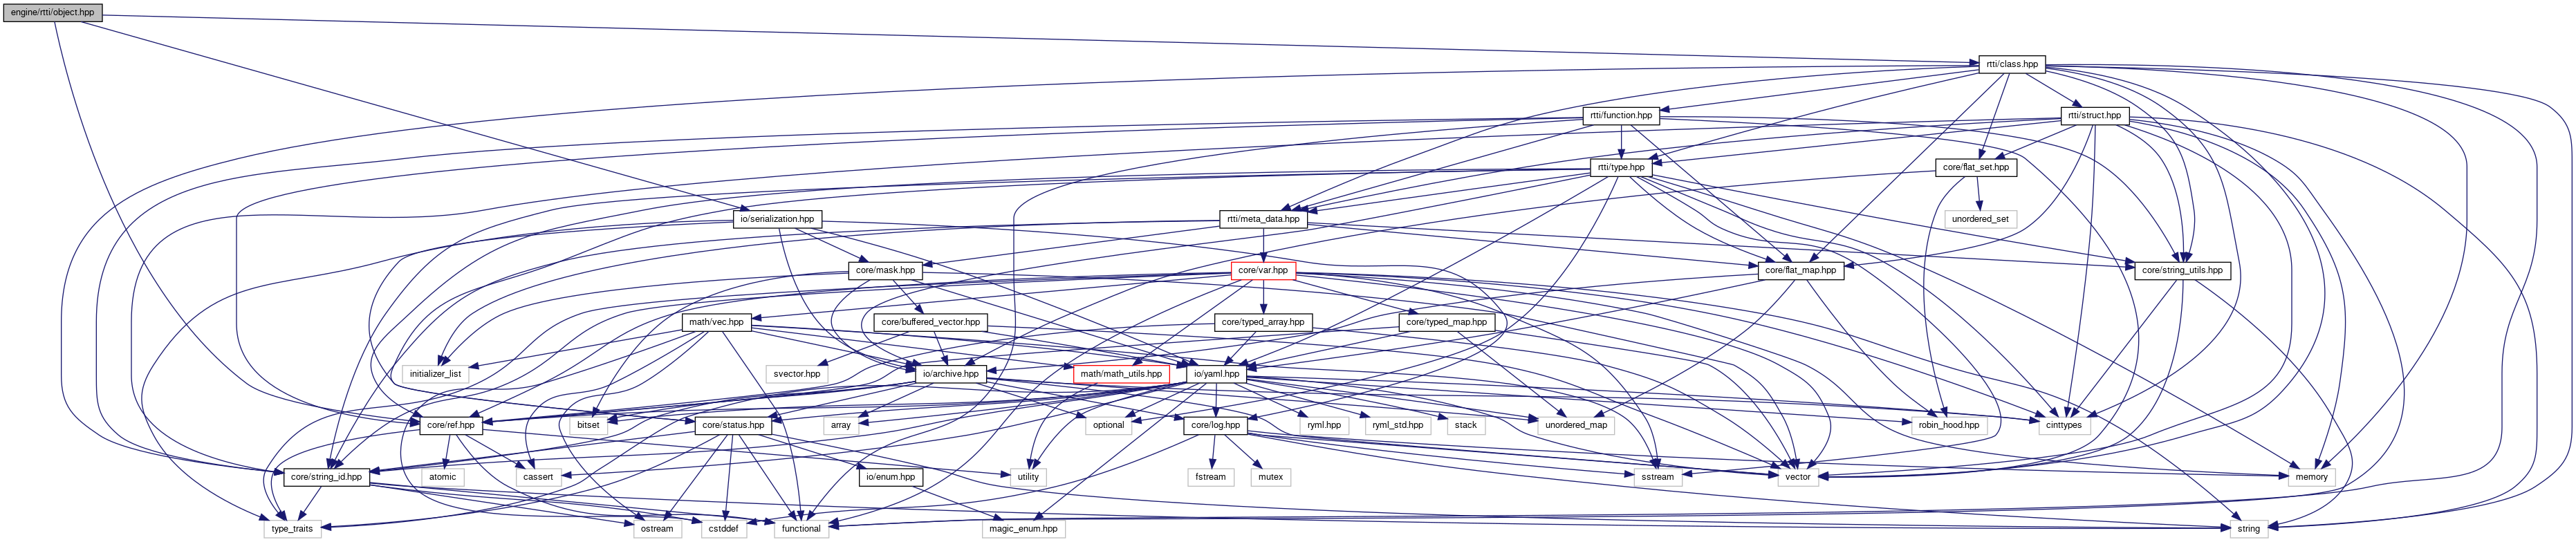 engine/rtti/object.hpp
rtti/class.hpp
rtti/function.hpp
rtti/struct.hpp
rtti/type.hpp
core/flat_set.hpp
io/serialization.hpp
rtti/meta_data.hpp
unordered_set
core/mask.hpp
core/var.hpp
core/flat_map.hpp
core/string_utils.hpp
math/vec.hpp
core/buffered_vector.hpp
core/typed_array.hpp
core/typed_map.hpp
initializer_list
svector.hpp
io/archive.hpp
math/math_utils.hpp
io/yaml.hpp
core/ref.hpp
bitset
core/status.hpp
array
optional
core/log.hpp
ryml.hpp
ryml_std.hpp
stack
unordered_map
robin_hood.hpp
cinttypes
core/string_id.hpp
atomic
cassert
io/enum.hpp
utility
fstream
mutex
sstream
vector
memory
type_traits
ostream
cstddef
functional
magic_enum.hpp
string